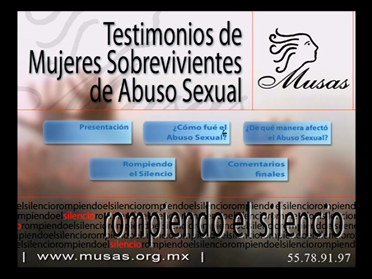 Testimonios de
Mujeres Sobrevivientes
de Abuso Sexual
Musas
Presentación
¿Cómo fué el
Abuso Sexual?
¿De qué manera afectó
el Abuso Sexual?
Rompiendo
el Silencio
Comentarios
finales
elsilenciorompiendoelsilenciorompiendoelsilenciorompiendoelsilencio
rompiendo el silencio
| www.musas.org.mx |
55.78.91.97